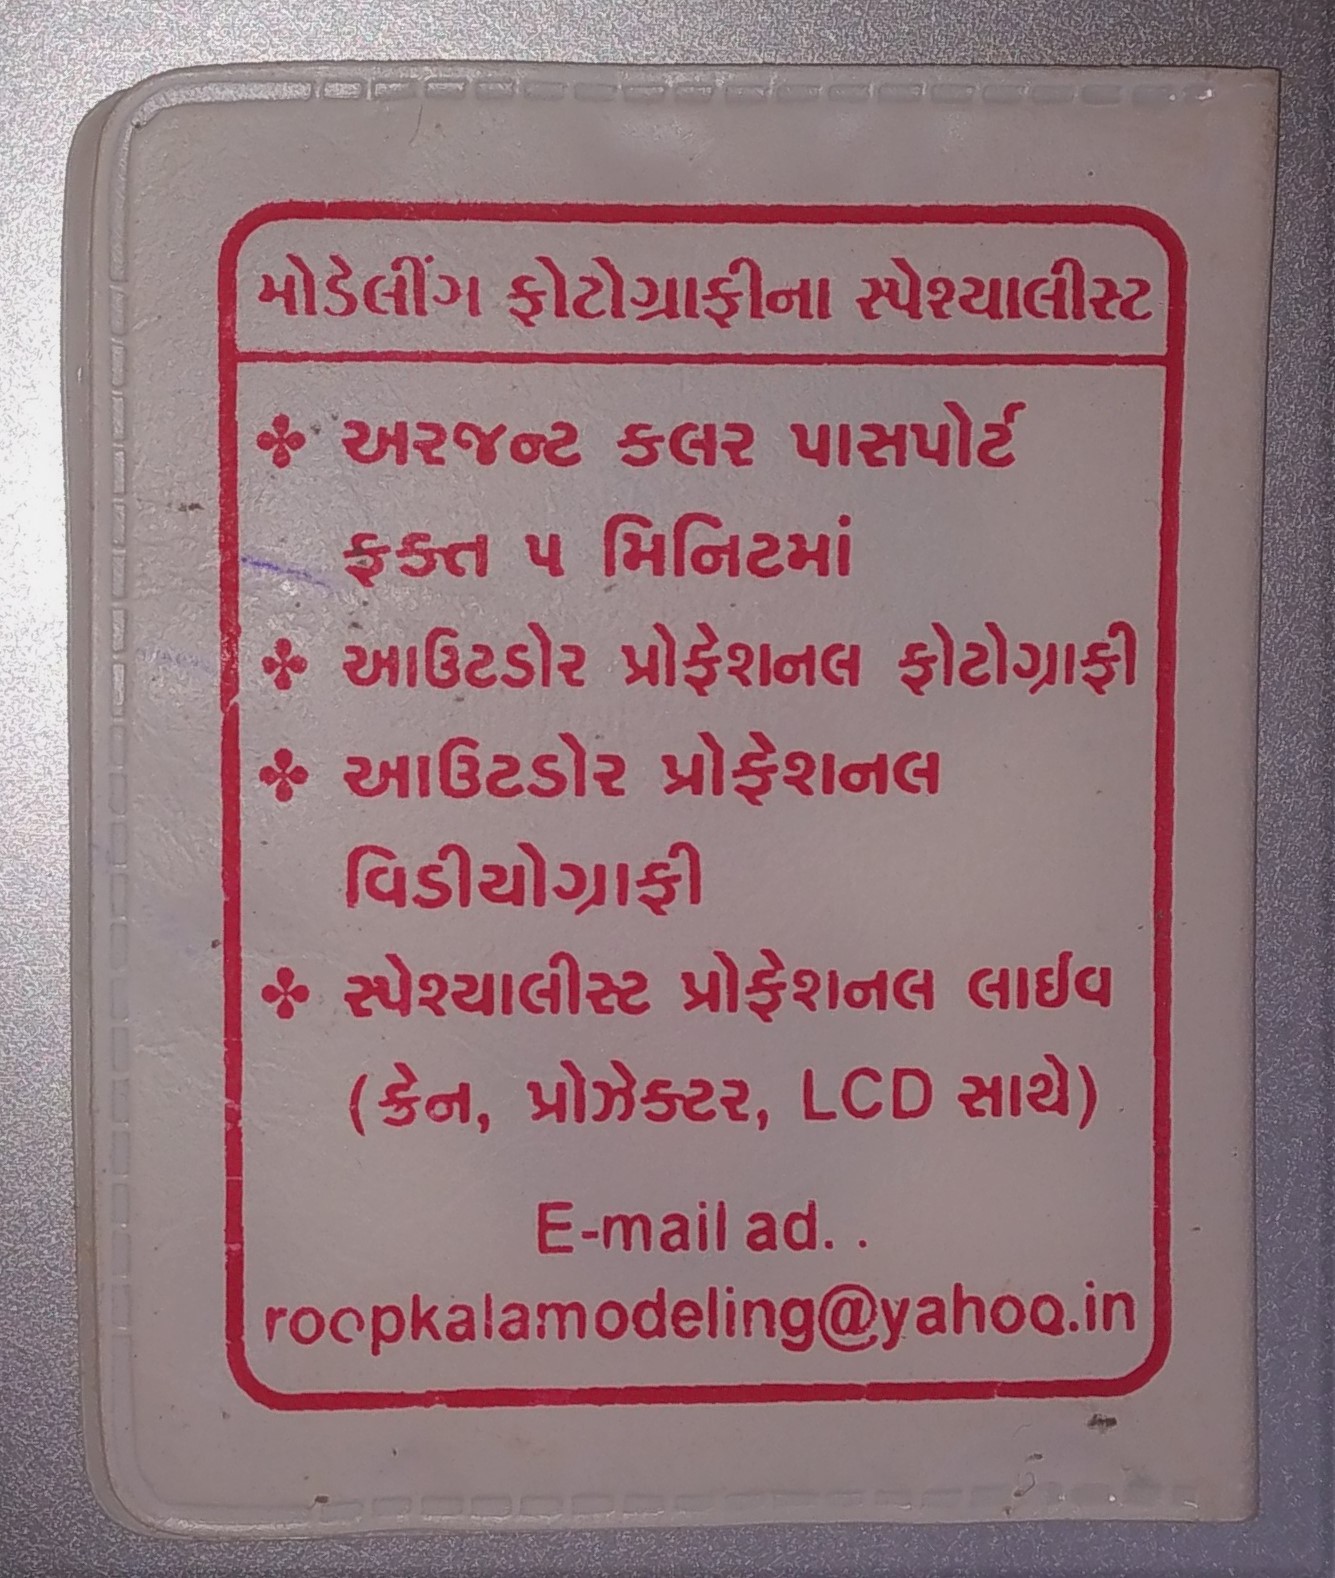 મોડેલીંગ ફોટોગ્રાફીના સ્પેશ્યાલીસ્ટ
✤ અરજન્ટ કલર પાસપોર્ટ
ફક્ત ૫ મિનિટમાં
✤ આઉટડોર પ્રોફેશનલ ફોટોગ્રાફી
✤ આઉટડોર પ્રોફેશનલ
વિડીયોગ્રાફી
✤ સ્પેશ્યાલીસ્ટ પ્રોફેશનલ લાઈવ
(ક્રેન, પ્રોઝેક્ટર, LCD સાથે)
E-mail ad. .
roopkalamodeling@yahoo.in